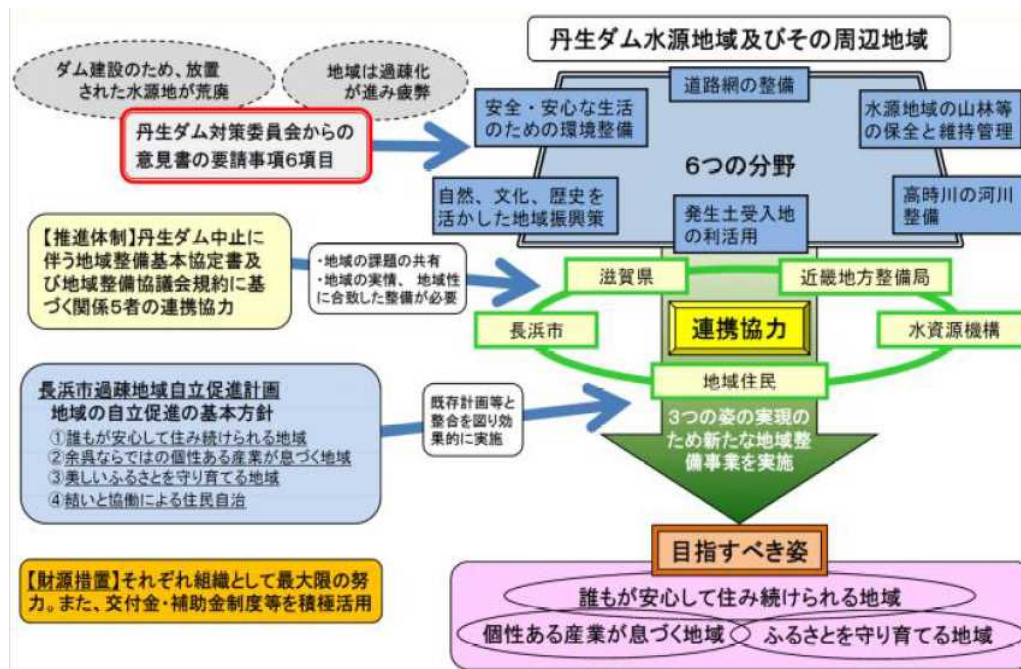 丹生ダム水源地域及びその周辺地域
ダム建設のため、放置
された水源地が荒廃
地域は過疎化
が進み疲弊
丹生ダム対策委員会からの
意見書の要請事項6項目
道路網の整備
安全・安心な生活
のための環境整備
水源地域の山林等
の保全と維持管理
6つの分野
自然、文化、歴史を
活かした地域振興策
発生土受入地
の利活用
高時川の河川
整備
【推進体制】丹生ダム中止に
伴う地域整備基本協定書及
び地域整備協議会規約に基
づく関係5者の連携協力
・地域の課題の共有
・地域の実情、地域性
に合致した整備が必要
滋賀県
近畿地方整備局
長浜市
連携協力
水資源機構
地域住民
長浜市過疎地域自立促進計画
地域の自立促進の基本方針
①誰もが安心して住み続けられる地域
②余呉ならではの個性ある産業が息づく地域
③美しいふるさとを守り育てる地域
④結いと協働による住民自治
既存計画等と
整合を図り効
果的に実施
3つの姿の実現の
ため新たな地域整
備事業を実施
目指すべき姿
【財源措置】それぞれ組織として最大限の努
力。また、交付金・補助金制度等を積極活用
誰もが安心して住み続けられる地域
個性ある産業が息づく地域
ふるさとを守り育てる地域